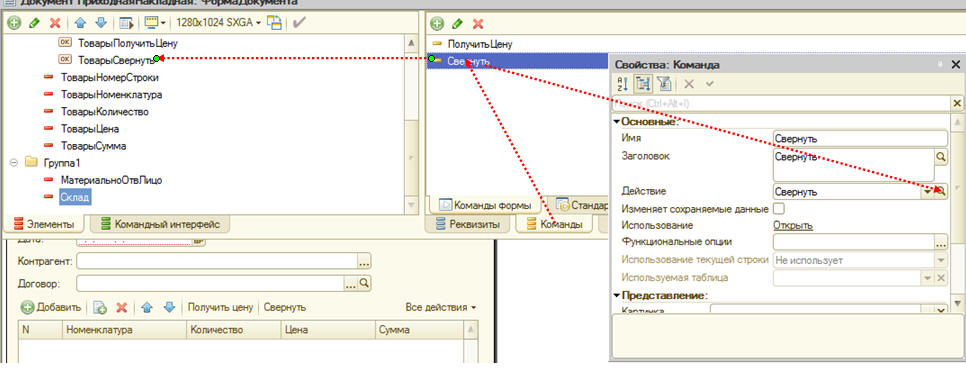 Документ ПриходнаяНакладная: ФормаДокумента
1280x1024 SXGA
ТоварыПолучитьЦену
ТоварыСвернуть
ТоварыНомерСтроки
ТоварыНоменклатура
ТоварыКоличество
ТоварыЦена
ТоварыСумма
Группа1
МатериальноОтвЛицо
Склад
Элементы
Командный интерфейс
ПолучитьЦену
Свернуть
Команды формы
Стандар
Реквизиты
Команды
Свойства: Команда
(Ctrl+Alt+I)
Основные:
Имя
Свернуть
Заголовок
Свернуть
Действие
Свернуть
Изменяет сохраняемые данные
Использование
Открыть
Функциональные опции
Использование текущей строки
Не использует
Используемая таблица
Представление:
Картинка
Дата:
Контрагент:
Договор:
Добавить
Получить цену
Свернуть
Все действия
N
Номенклатура
Количество
Цена
Сумма